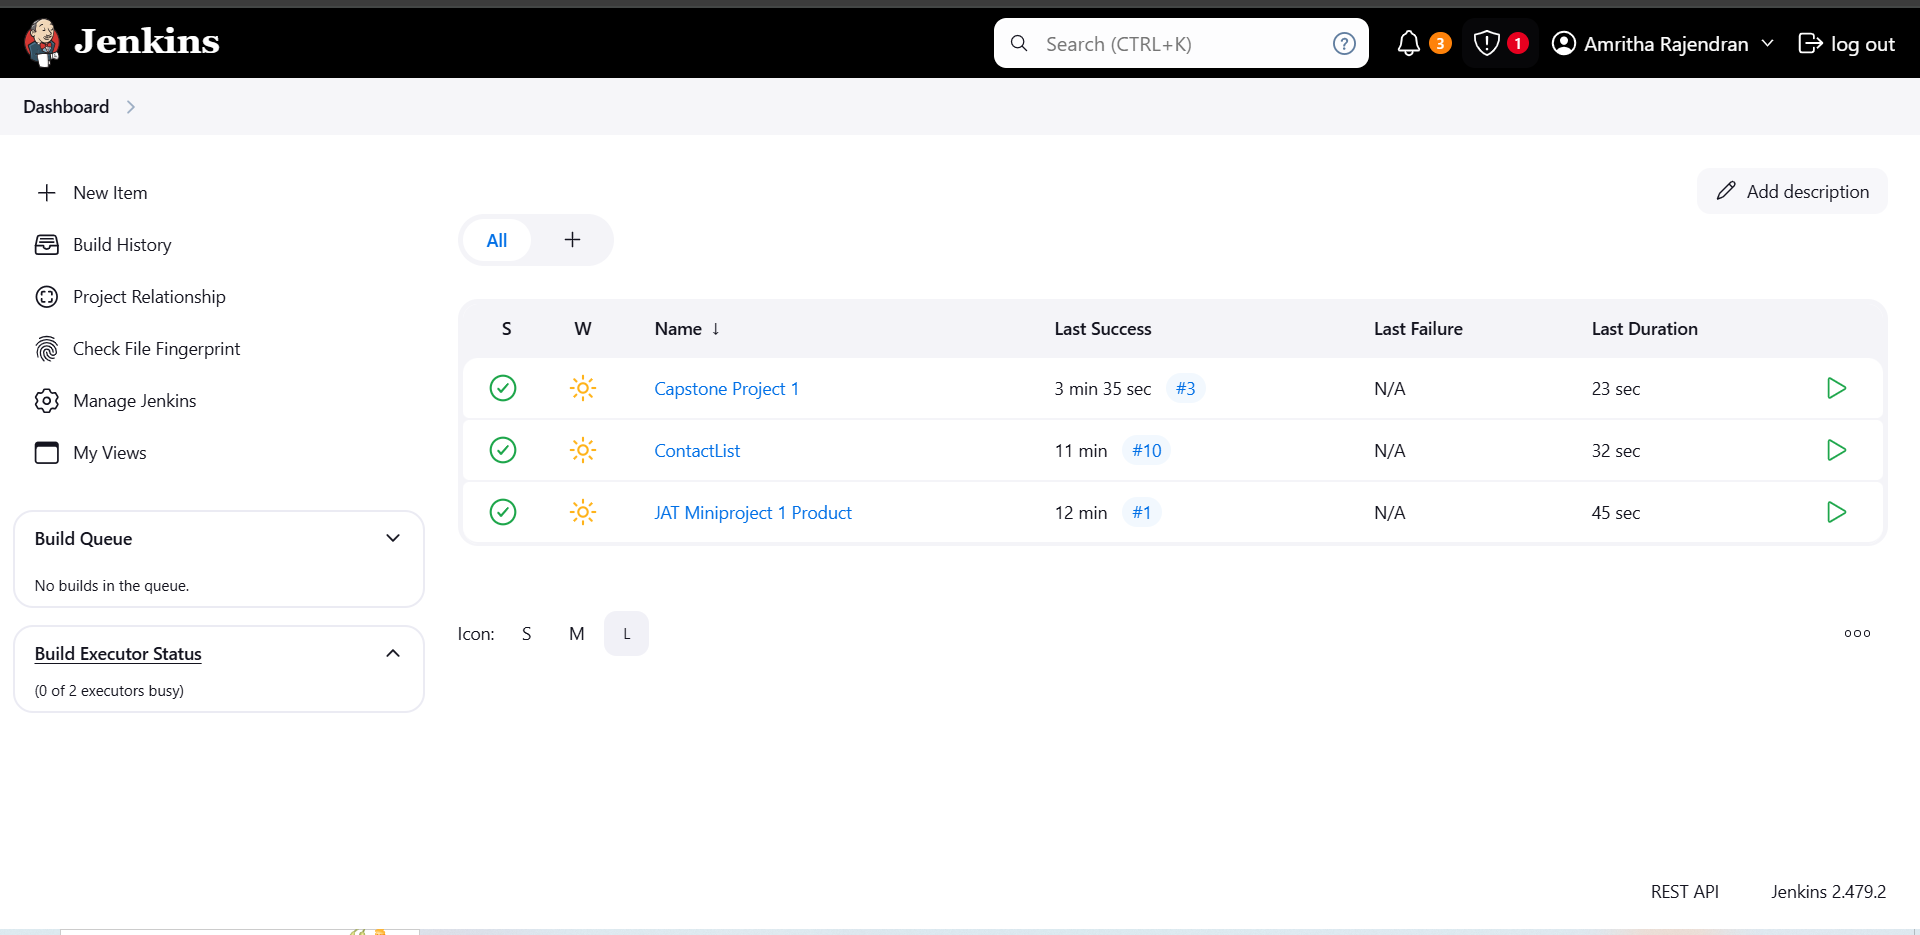 Jenkins
Search (CTRL+K)
3
1
Amritha Rajendran
log out
Dashboard
New Item
Build History
Project Relationship
Check File Fingerprint
Manage Jenkins
My Views
Build Queue
No builds in the queue.
Build Executor Status
(0 of 2 executors busy)
Add description
All
S W Name ↓ Last Success Last Failure Last Duration
Capstone Project 1 3 min 35 sec #3 N/A 23 sec
ContactList 11 min #10 N/A 32 sec
JAT Miniproject 1 Product 12 min #1 N/A 45 sec
Icon: S M L
REST API Jenkins 2.479.2